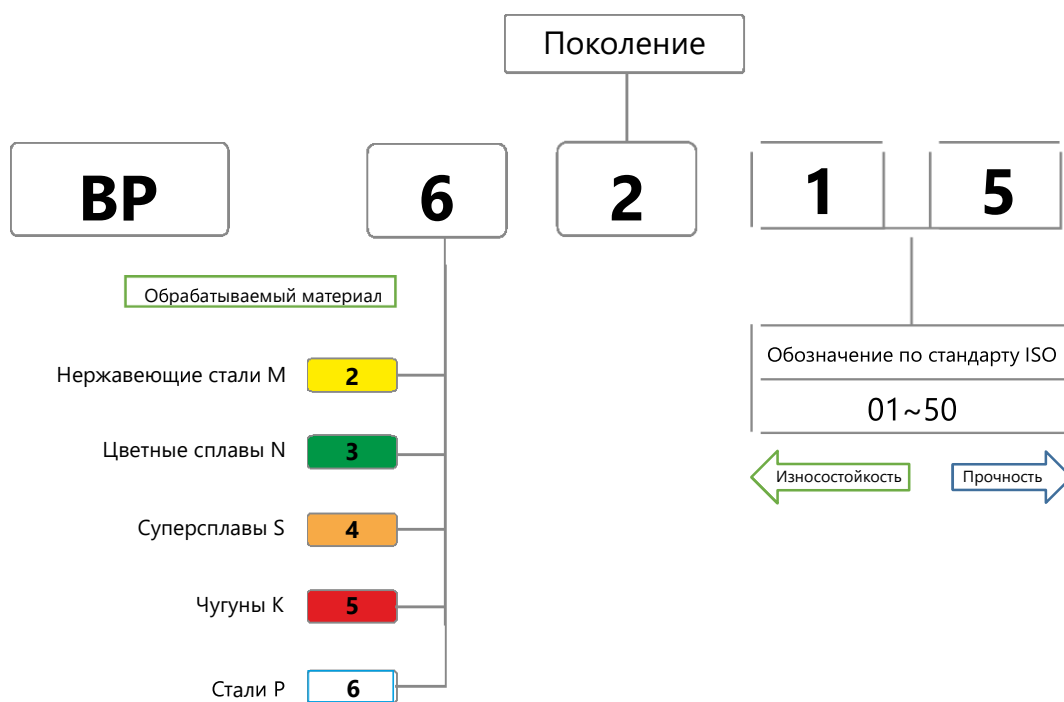 Поколение
ВР 6 2 1 5
Обрабатываемый материал
Нержавеющие стали M 2
Цветные сплавы N 3
Суперсплавы S 4
Чугуны К 5
Стали Р 6
Обозначение по стандарту ISO
01~50
Износостойкость Прочность